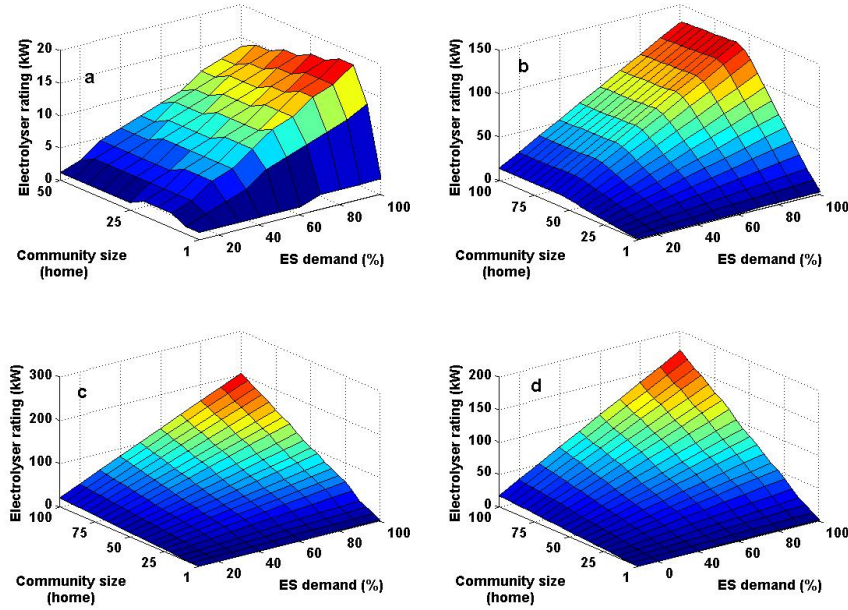 a
Electrolyser rating (kW)
20
15
10
5
0
50
25
1
Community size
(home)
20
40
60
80
100
ES demand (%)
b
Electrolyser rating (kW)
150
100
50
0
100
75
50
25
1
Community size
(home)
20
40
60
80
100
ES demand (%)
c
Electrolyser rating (kW)
300
200
100
0
100
75
50
25
1
Community size
(home)
20
40
60
80
100
ES demand (%)
d
Electrolyser rating (kW)
200
150
100
50
0
100
75
50
25
1
Community size
(home)
0
40
60
80
100
ES demand (%)